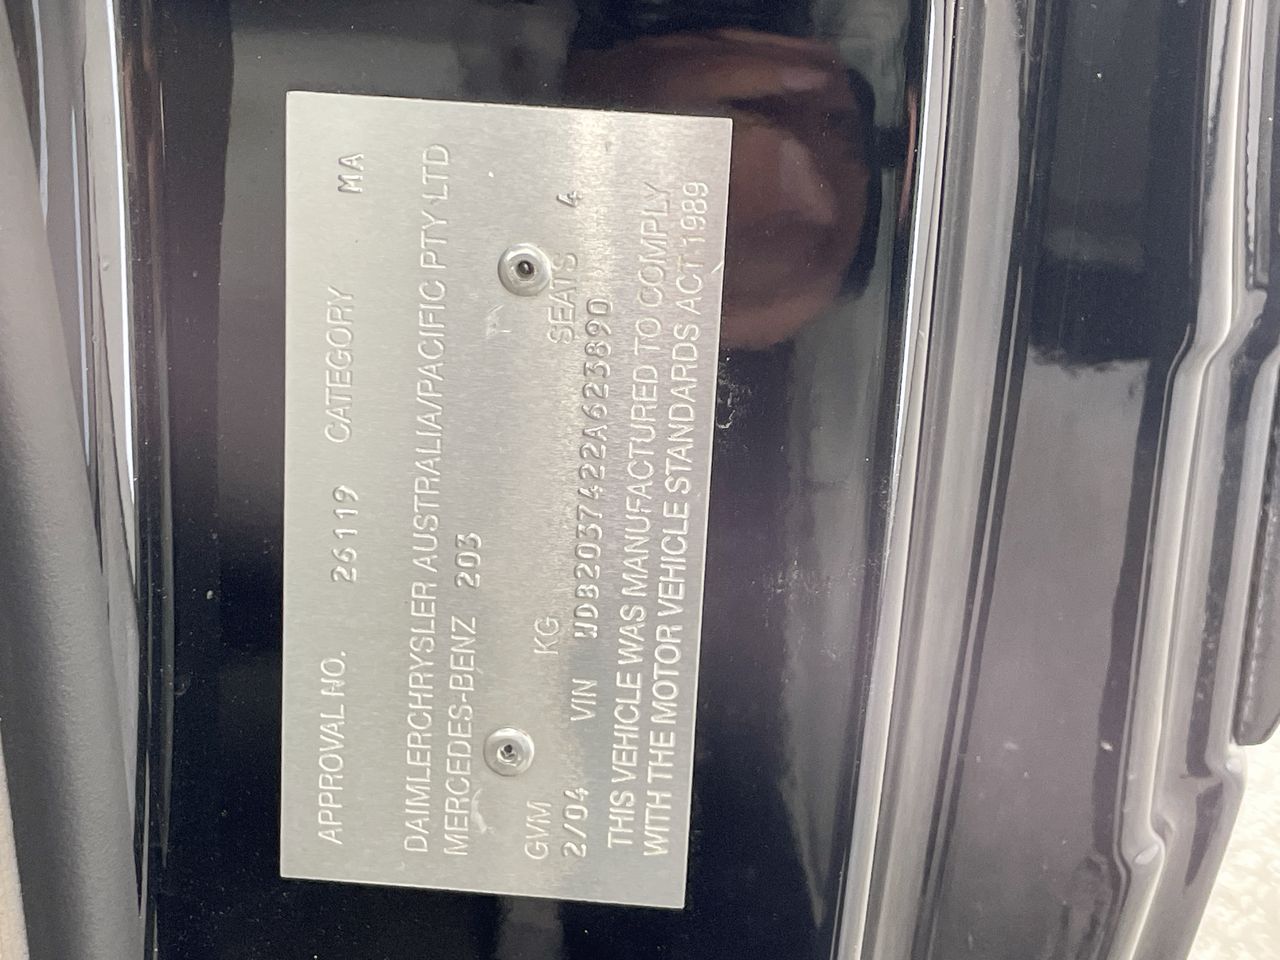 APPROVAL NO. 26119 CATEGORY MA
DAIMLERCHRYSLER AUSTRALIA/PACIFIC PTY LTD
MERCEDES-BENZ 203
GVM KG SEATS 4
2/04 VIN WDB2037422A623890
THIS VEHICLE WAS MANUFACTURED TO COMPLY
WITH THE MOTOR VEHICLE STANDARDS ACT 1989